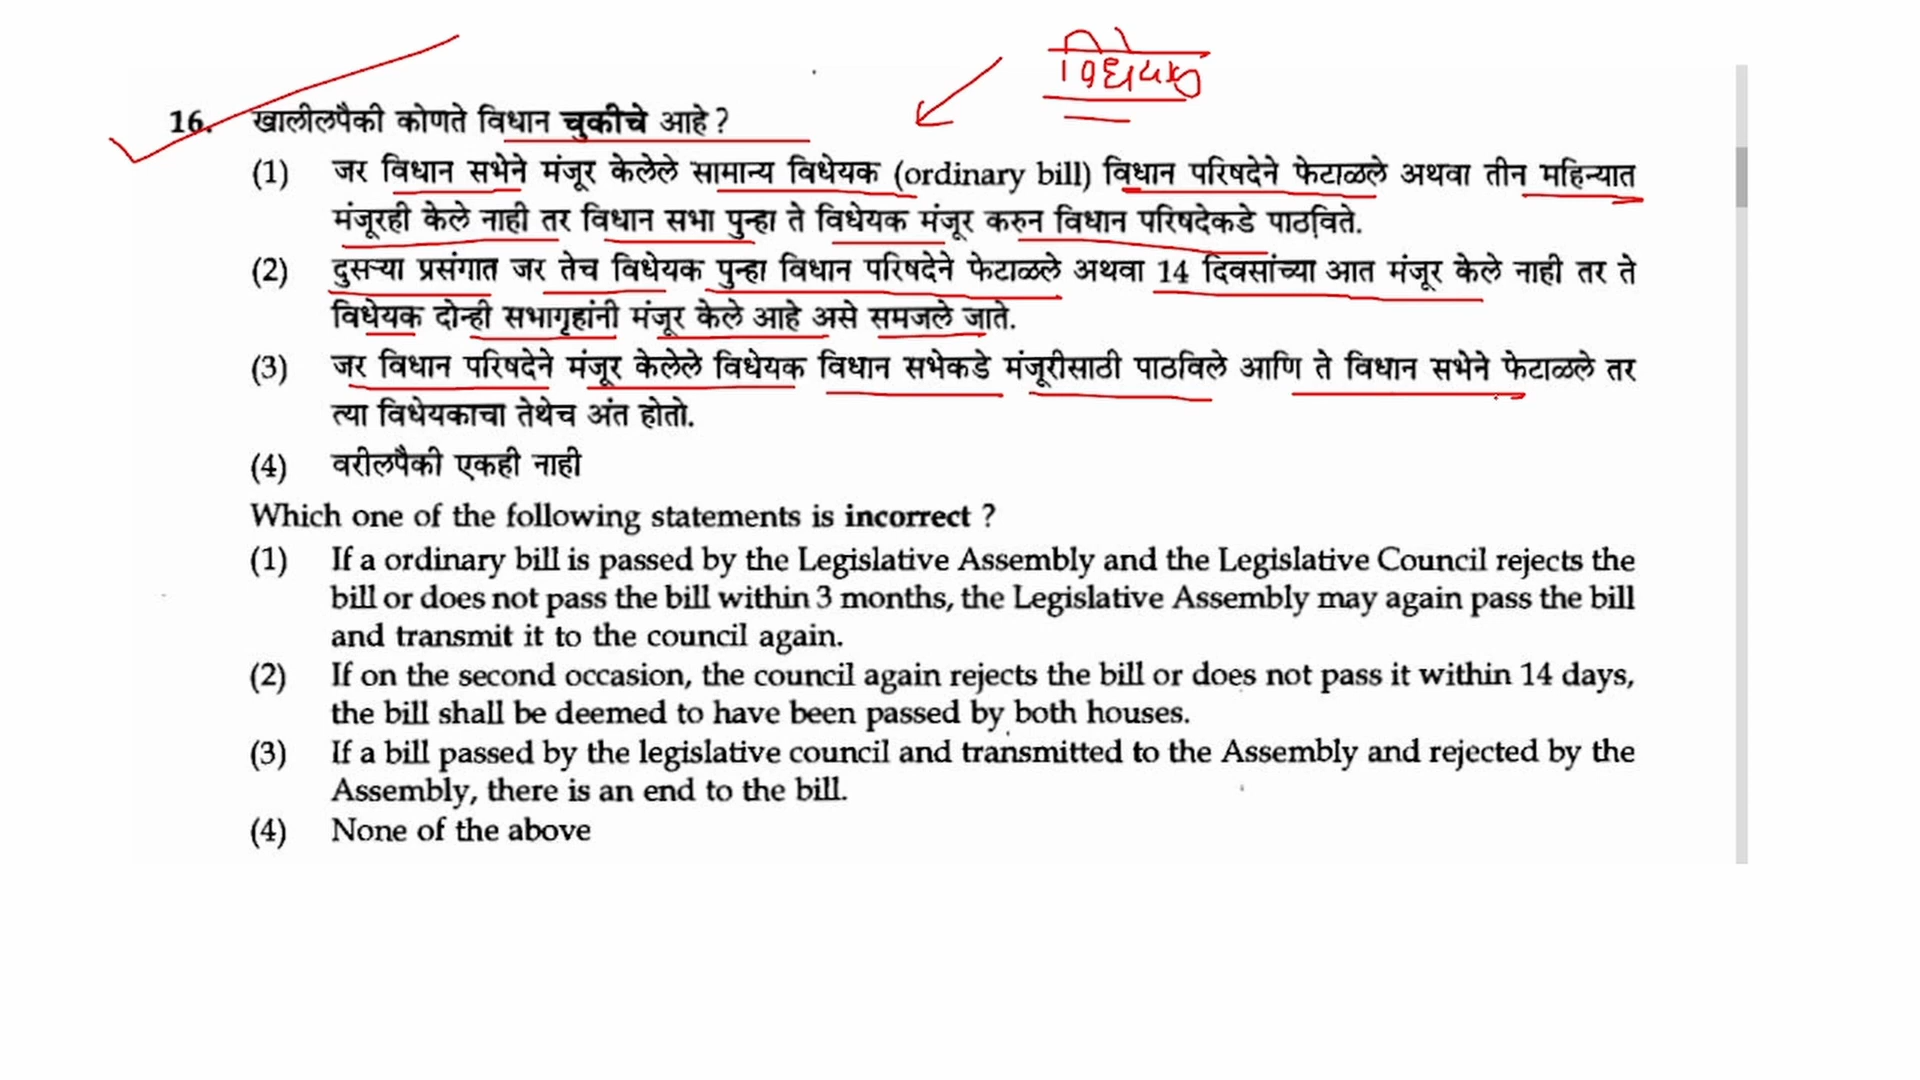 विधेयक
16. खालीलपैकी कोणते विधान चुकीचे आहे ?
(1) जर विधान सभेने मंजूर केलेले सामान्य विधेयक (ordinary bill) विधान परिषदेने फेटाळले अथवा तीन महिन्यात
मंजूरही केले नाही तर विधान सभा पुन्हा ते विधेयक मंजूर करुन विधान परिषदेकडे पाठविते.
(2) दुसऱ्या प्रसंगात जर तेच विधेयक पुन्हा विधान परिषदेने फेटाळले अथवा 14 दिवसांच्या आत मंजूर केले नाही तर ते
विधेयक दोन्ही सभागृहांनी मंजूर केले आहे असे समजले जाते.
(3) जर विधान परिषदेने मंजूर केलेले विधेयक विधान सभेकडे मंजूरीसाठी पाठविले आणि ते विधान सभेने फेटाळले तर
त्या विधेयकाचा तेथेच अंत होतो.
(4) वरीलपैकी एकही नाही
Which one of the following statements is incorrect ?
(1) If a ordinary bill is passed by the Legislative Assembly and the Legislative Council rejects the
bill or does not pass the bill within 3 months, the Legislative Assembly may again pass the bill
and transmit it to the council again.
(2) If on the second occasion, the council again rejects the bill or does not pass it within 14 days,
the bill shall be deemed to have been passed by both houses.
(3) If a bill passed by the legislative council and transmitted to the Assembly and rejected by the
Assembly, there is an end to the bill.
(4) None of the above